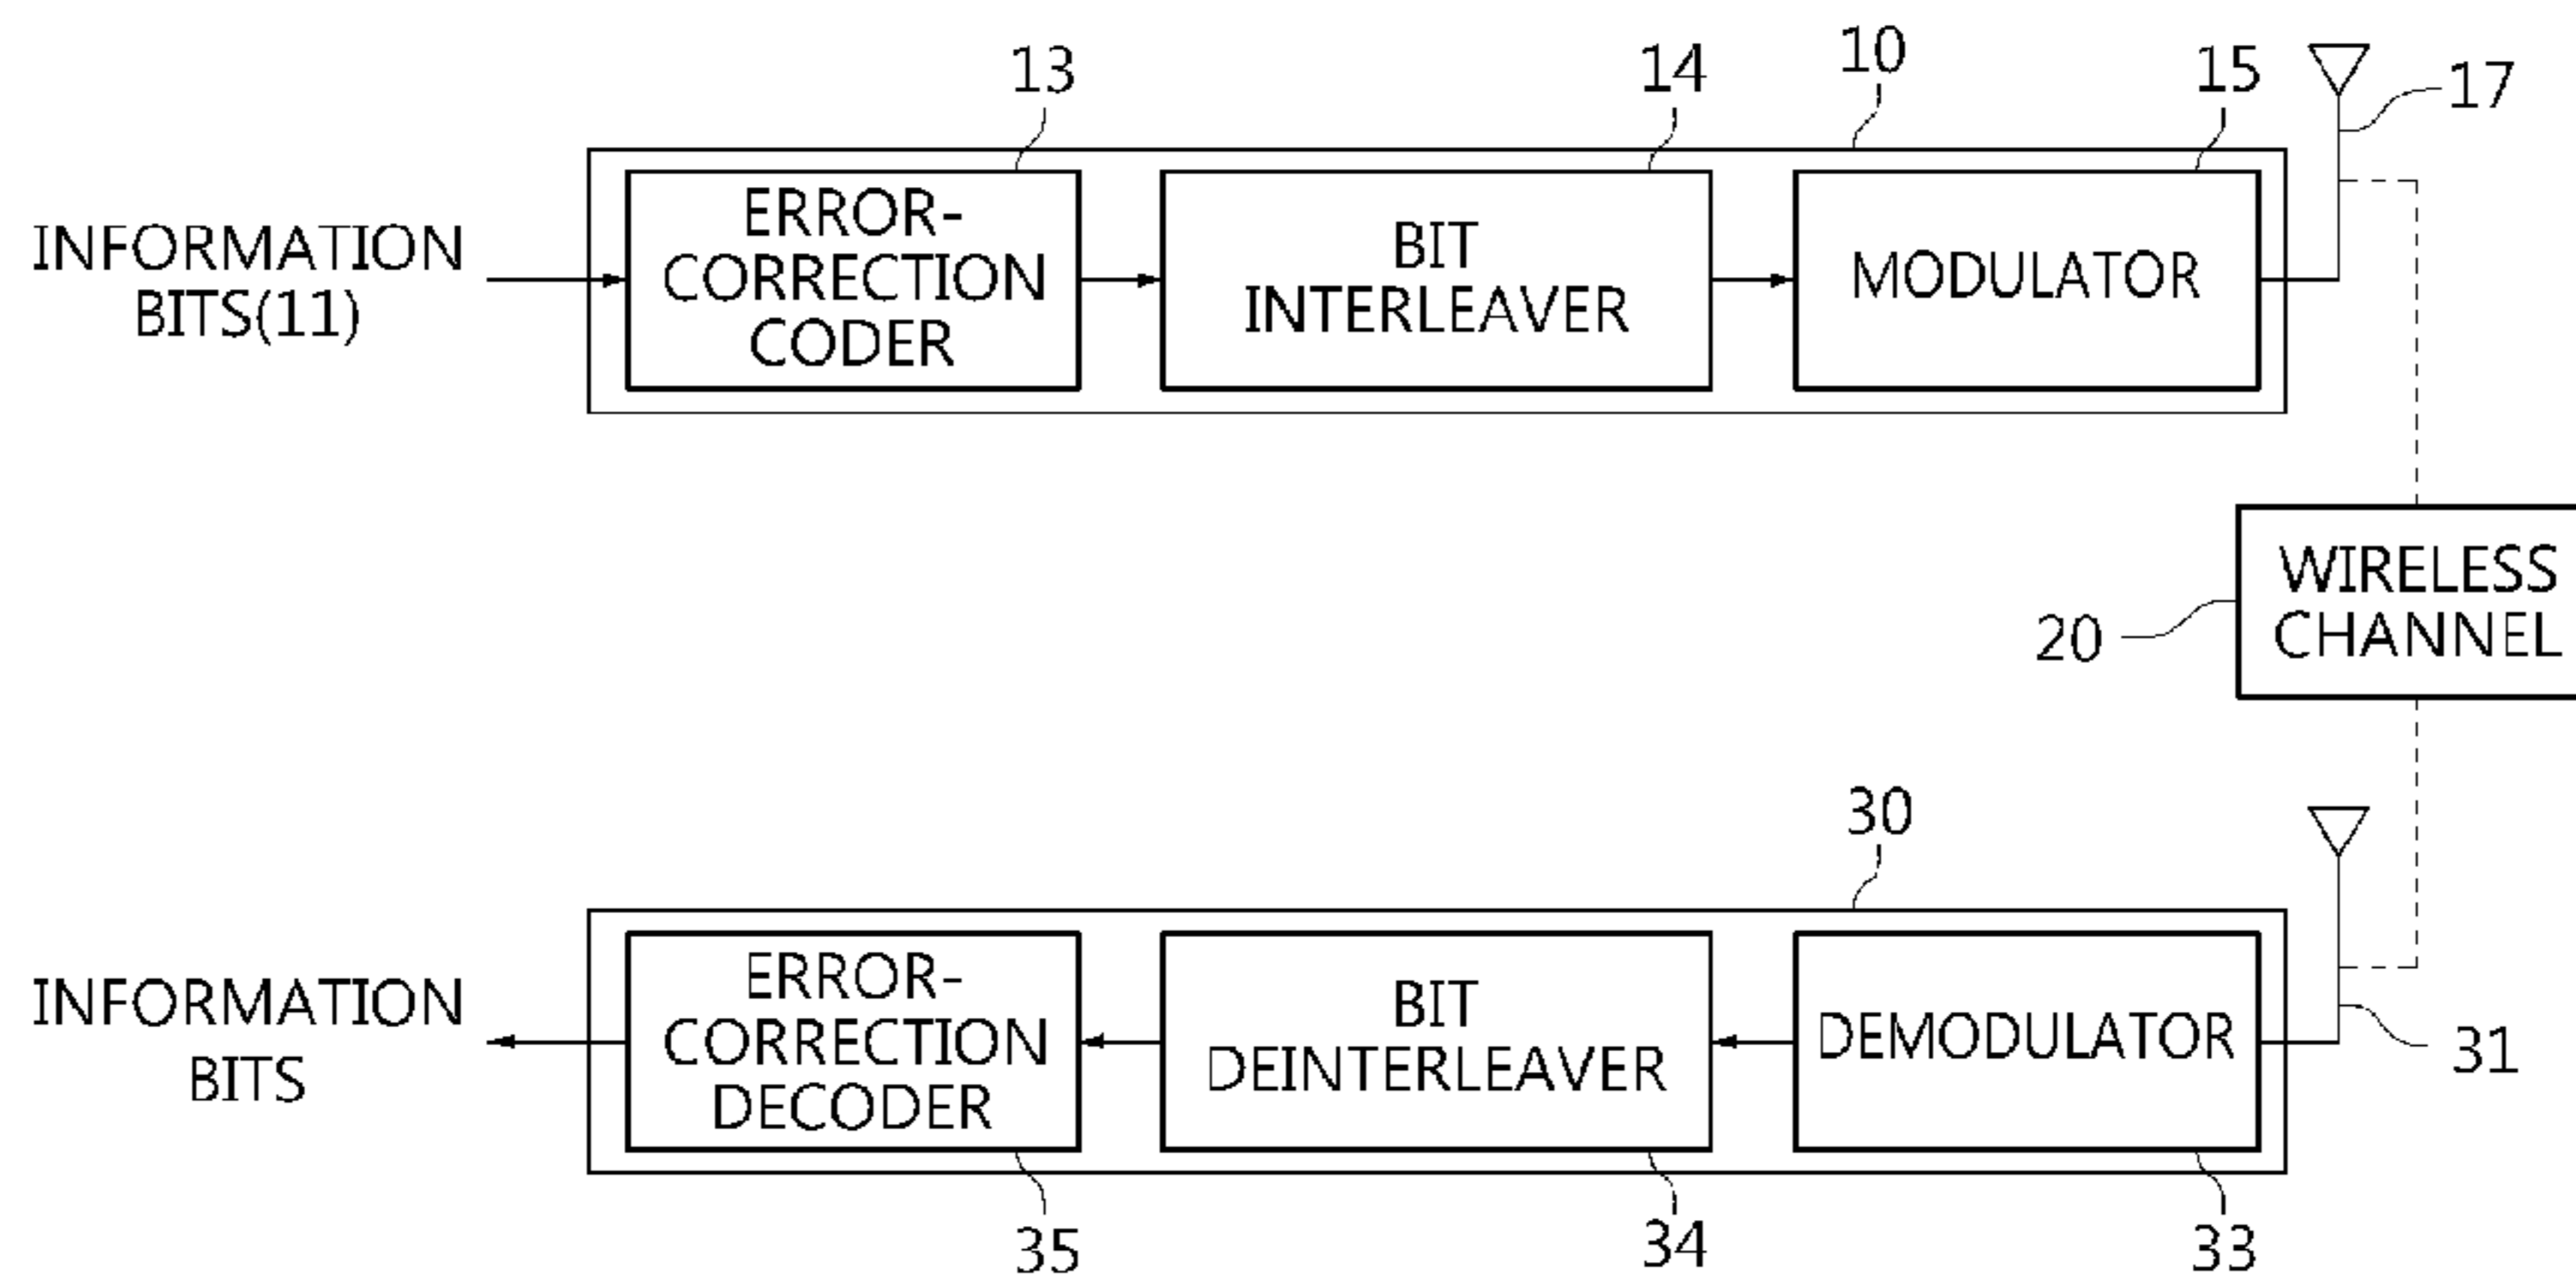 13
14
10
15
17
INFORMATION
BITS(11)
ERROR-
CORRECTION
CODER
BIT
INTERLEAVER
MODULATOR
WIRELESS
CHANNEL
20
30
INFORMATION
BITS
ERROR-
CORRECTION
DECODER
BIT
DEINTERLEAVER
DEMODULATOR
31
35
34
33